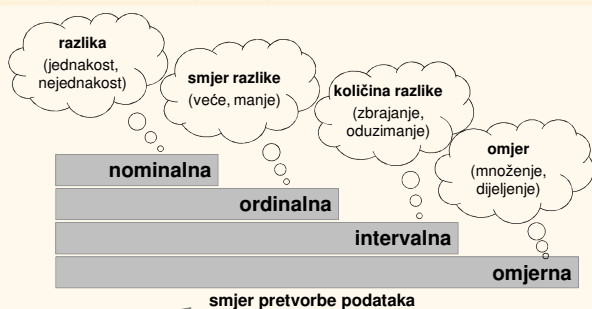 razlika
(jednakost,
nejednakost)
smjer razlike
(veće, manje)
količina razlike
(zbrajanje,
oduzimanje)
omjer
(množenje,
dijeljenje)
nominalna
ordinalna
intervalna
omjerna
smjer pretvorbe podataka